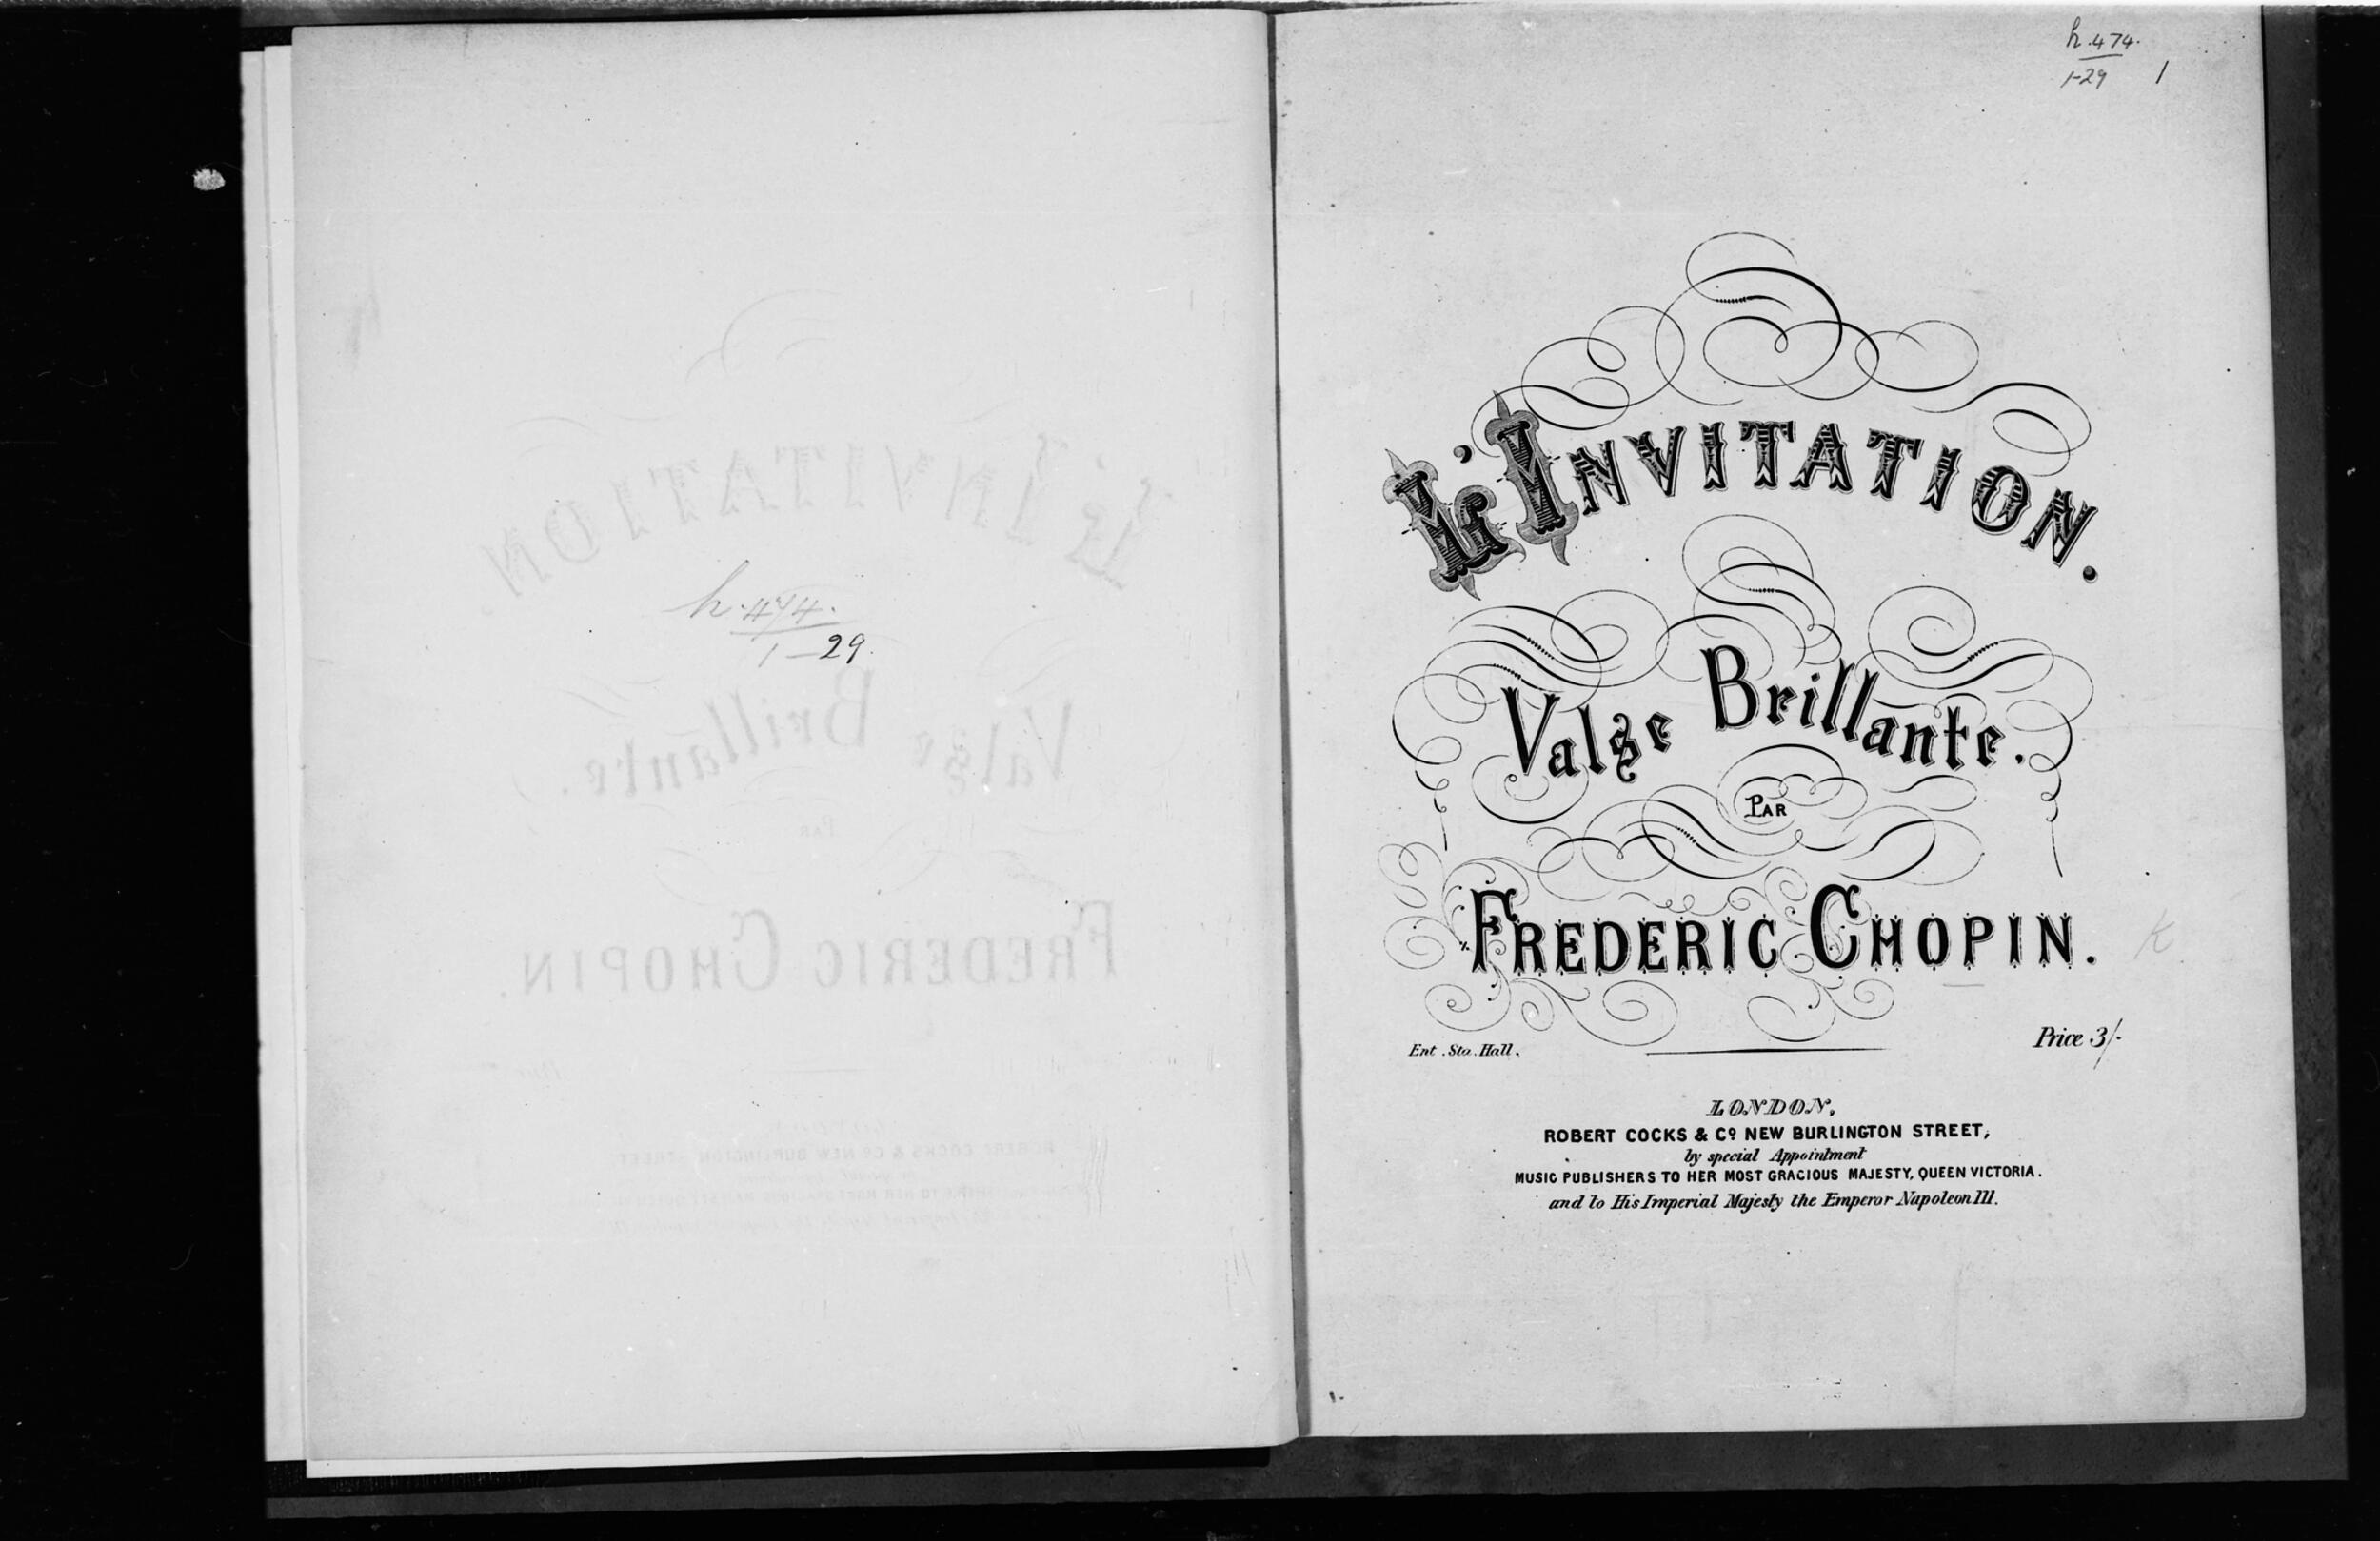 h.474.
1-29.
h.474.
1-29 1
L'INVITATION.
Valse Brillante.
PAR
FREDERIC CHOPIN.
K
Ent. Sta. Hall.
Price 3/-
LONDON,
ROBERT COCKS & Cº NEW BURLINGTON STREET,
by special Appointment
MUSIC PUBLISHERS TO HER MOST GRACIOUS MAJESTY, QUEEN VICTORIA.
and to His Imperial Majesty the Emperor Napoleon III.